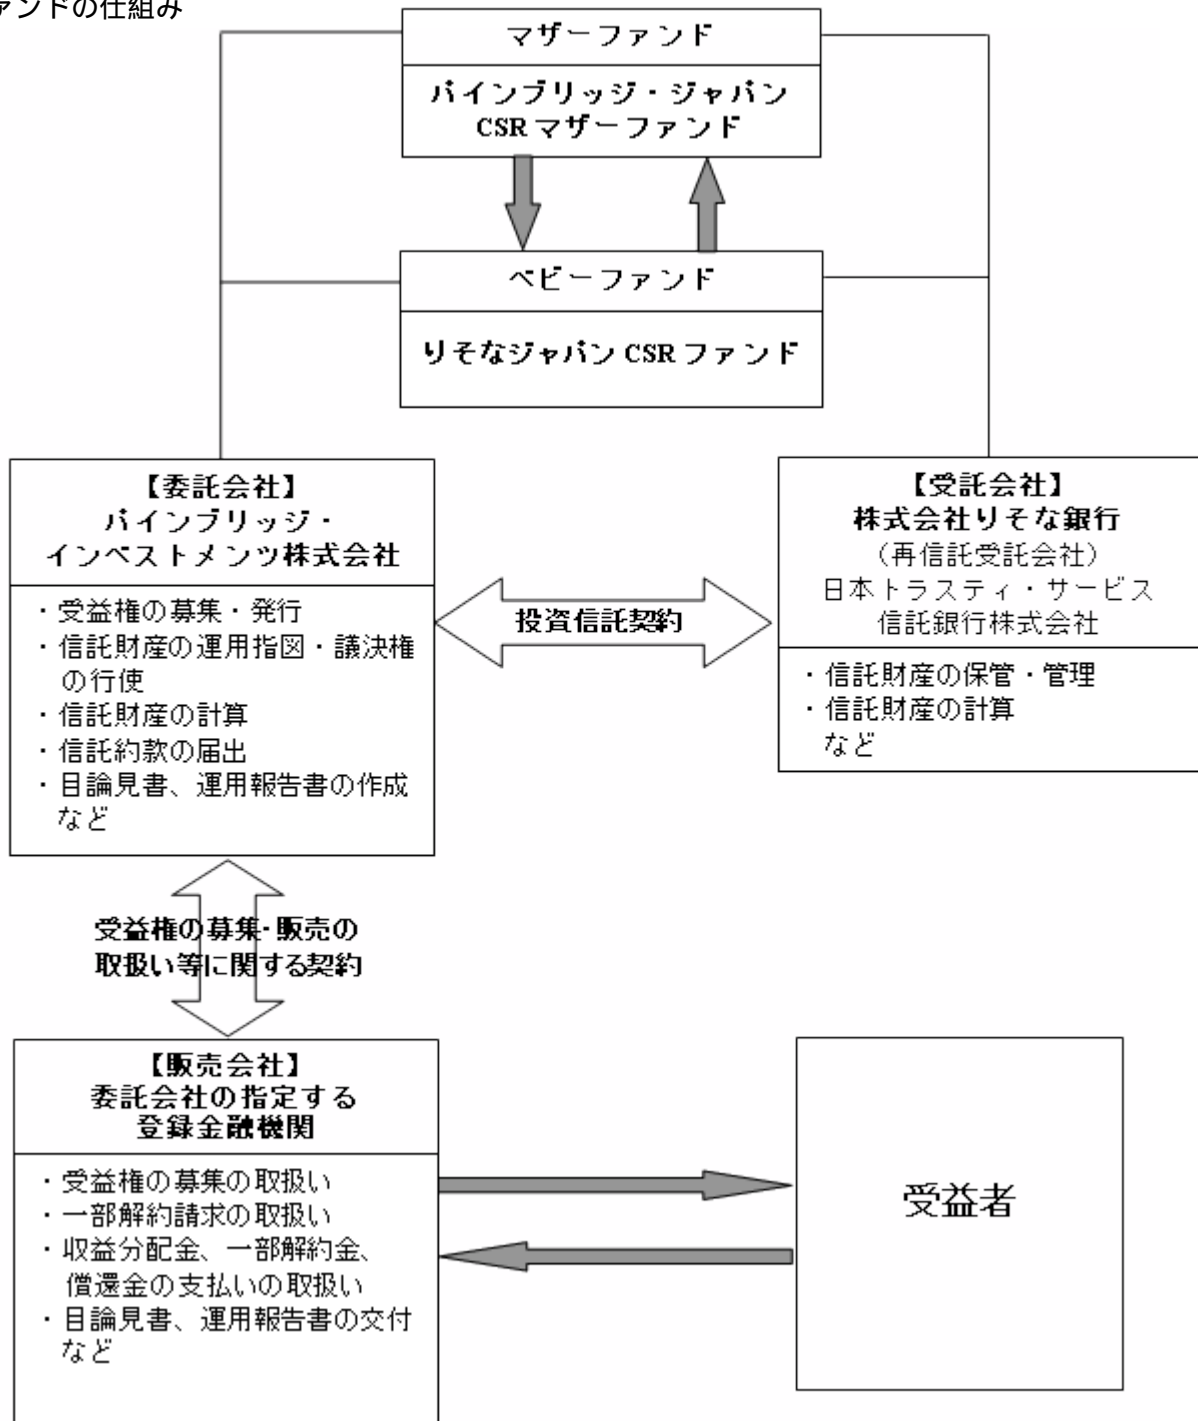 ァンドの仕組み
マザーファンド
パインブリッジ・ジャパン
CSRマザーファンド
ベビーファンド
りそなジャパンCSRファンド
【委託会社】
パインブリッジ・
インベストメンツ株式会社
・受益権の募集・発行
・信託財産の運用指図・議決権
の行使
・信託財産の計算
・信託約款の届出
・目論見書、運用報告書の作成
など
投資信託契約
【受託会社】
株式会社りそな銀行
（再信託受託会社）
日本トラスティ・サービス
信託銀行株式会社
・信託財産の保管・管理
・信託財産の計算
など
受益権の募集・販売の
取扱い等に関する契約
【販売会社】
委託会社の指定する
登録金融機関
・受益権の募集の取扱い
・一部解約請求の取扱い
・収益分配金、一部解約金、
償還金の支払いの取扱い
・目論見書、運用報告書の交付
など
受益者